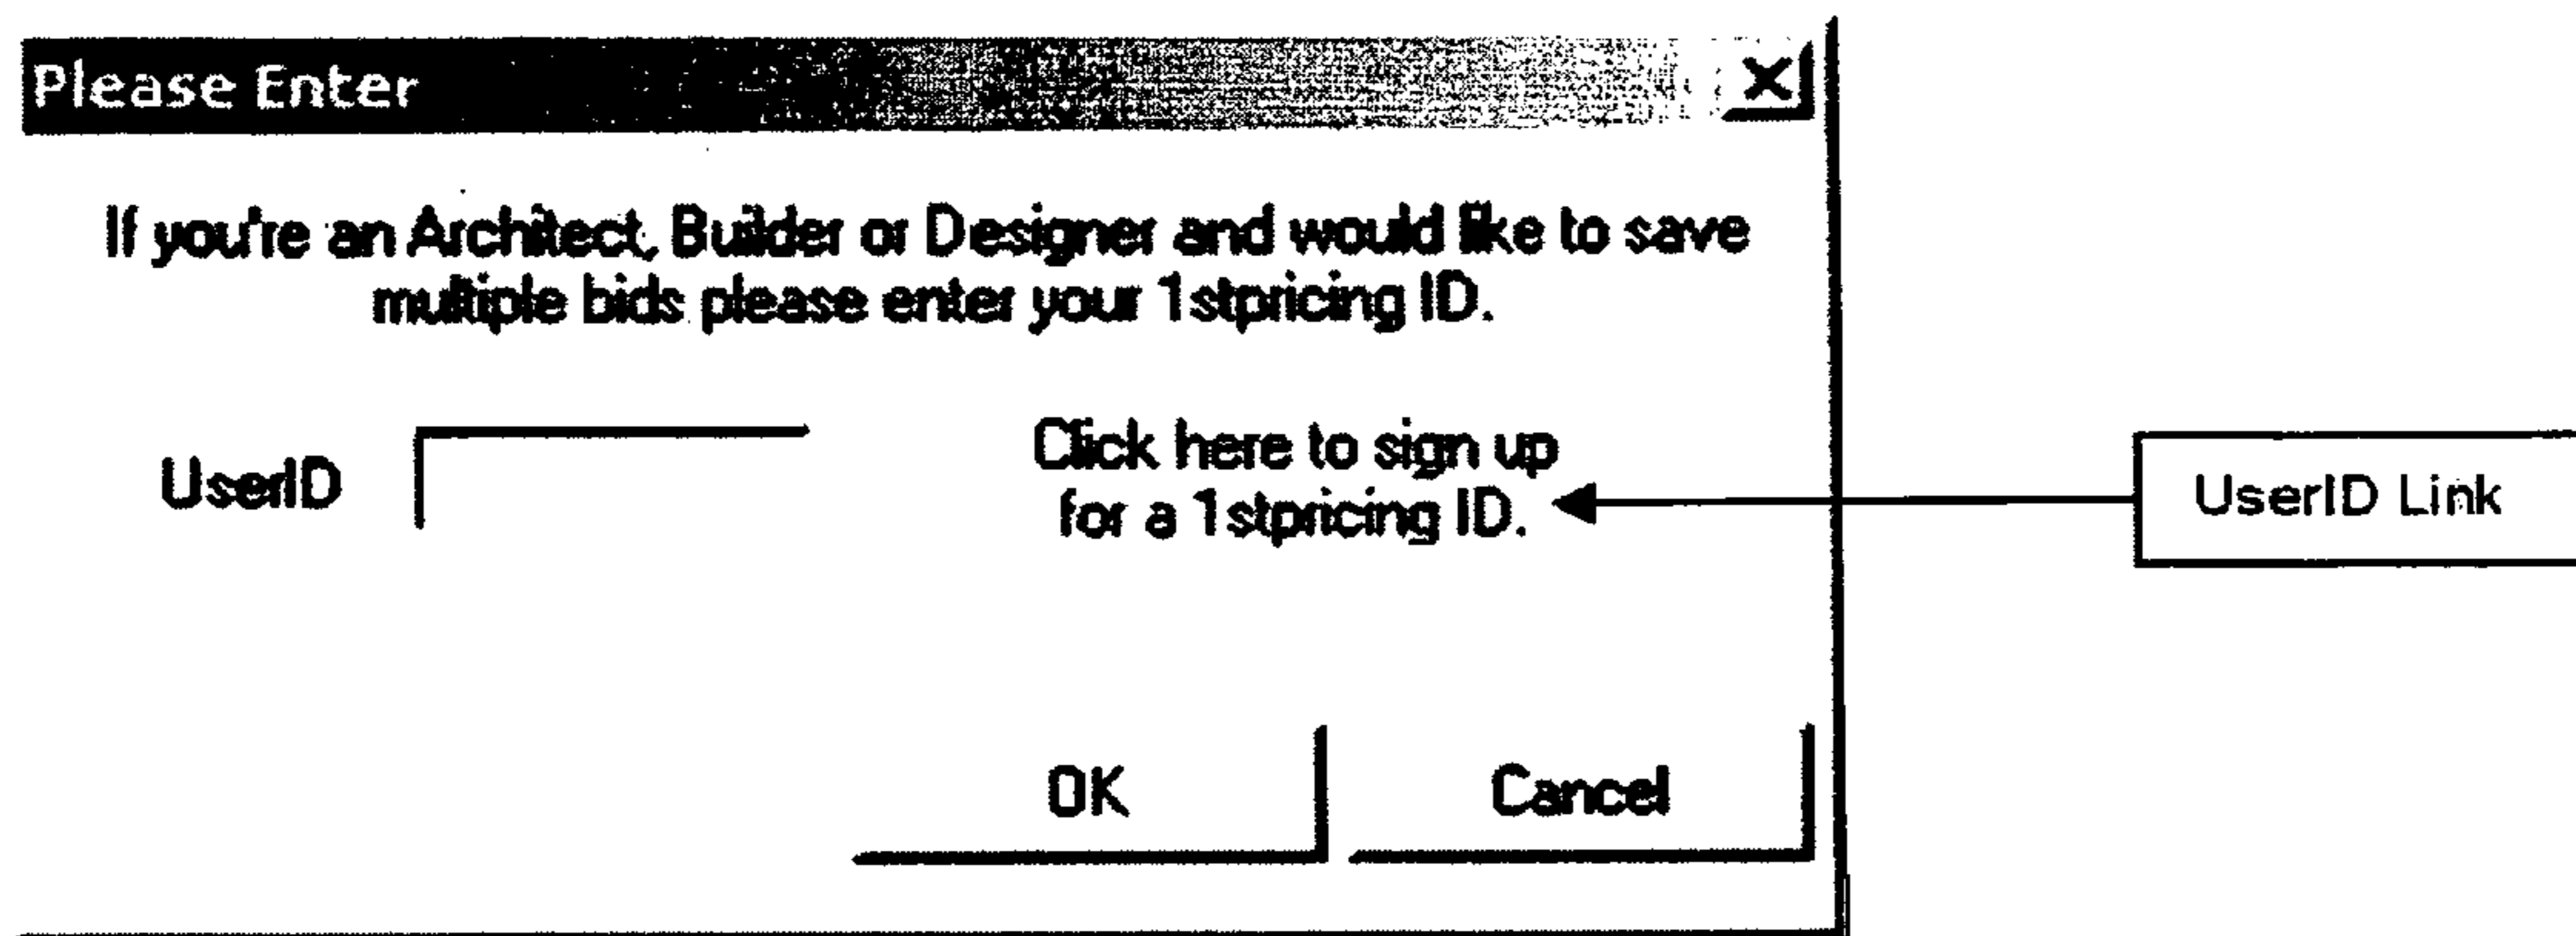 Please Enter
If you're an Architect, Builder or Designer and would like to save
multiple bids please enter your 1stpricing ID.
UserID
Click here to sign up
for a 1stpricing ID.
UserID Link
OK
Cancel